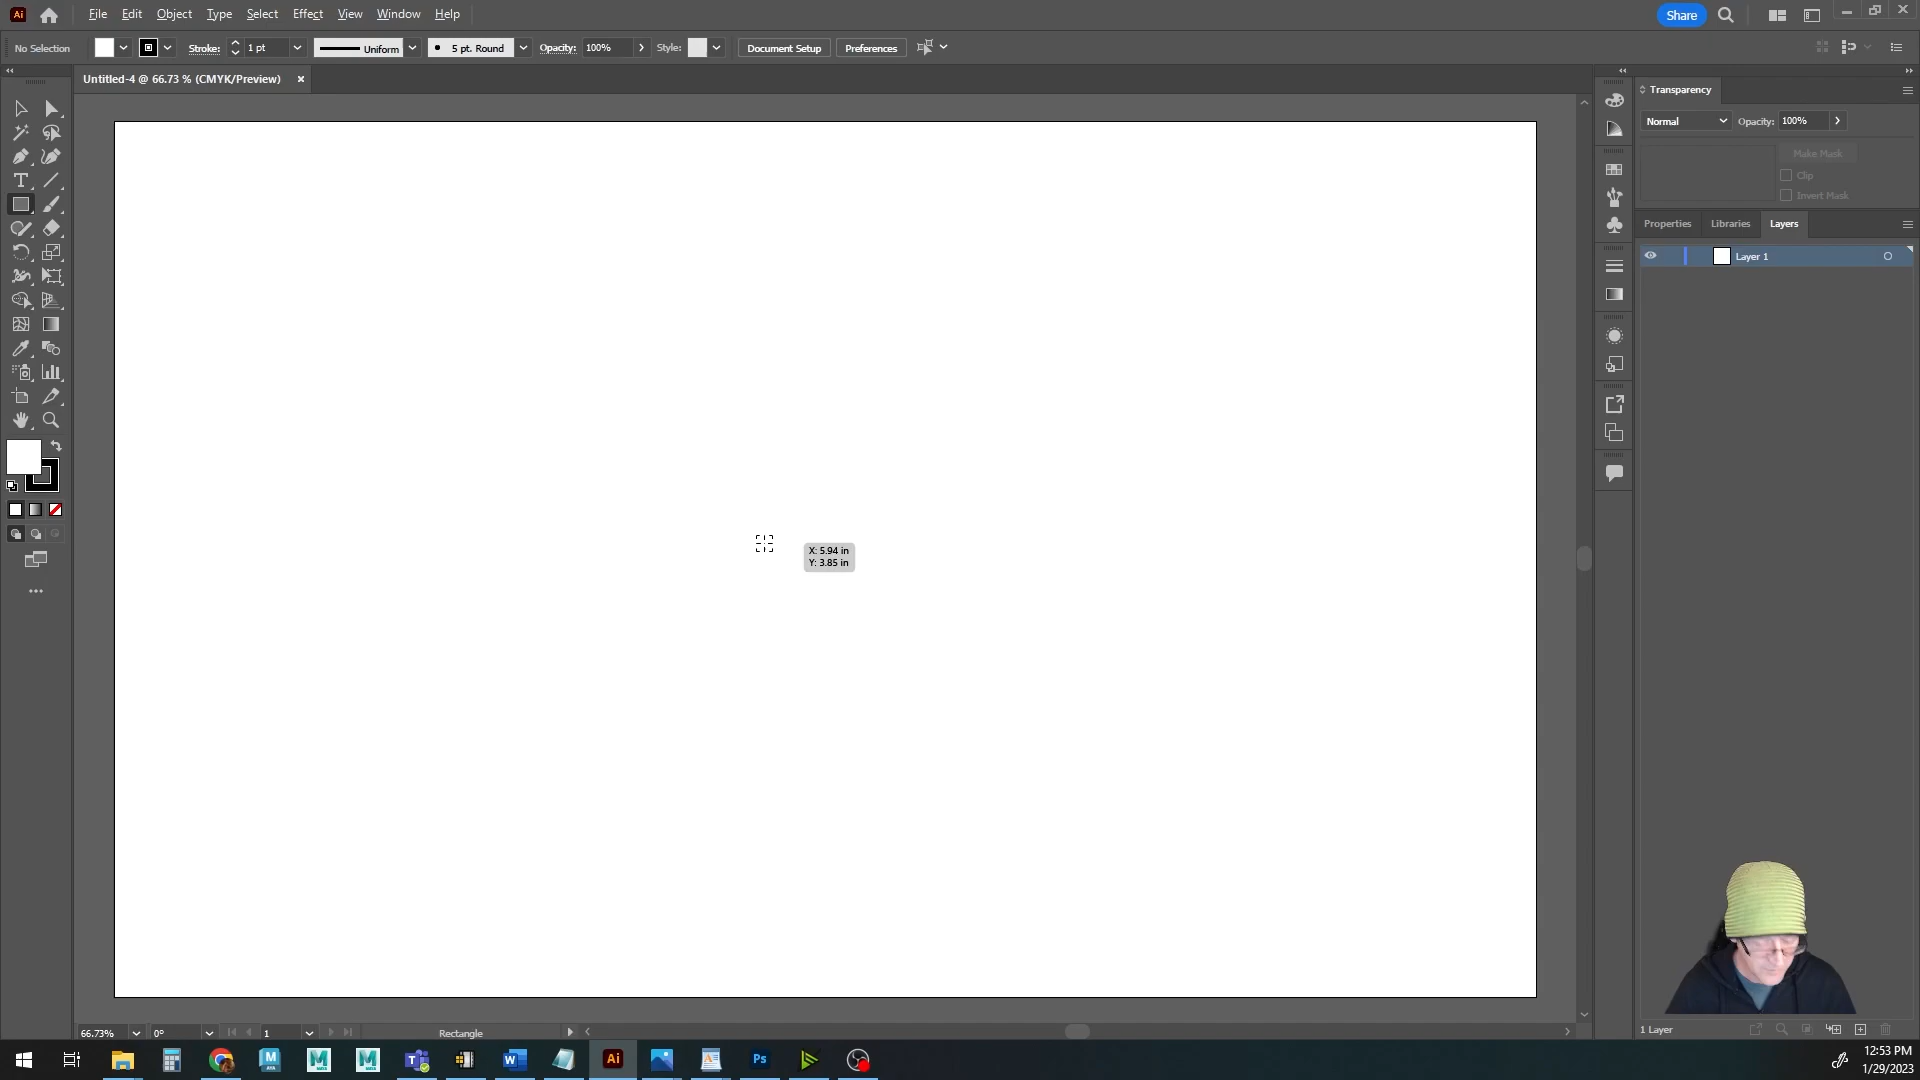 Ai File Edit Object Type Select Effect View Window Help Share
No Selection Stroke: 1 pt Uniform 5 pt. Round Opacity: 100% Style: Document Setup Preferences
Untitled-4 @ 66.73 % (CMYK/Preview) ×
Transparency
Normal Opacity: 100%
Make Mask
Clip
Invert Mask
Properties Libraries Layers
Layer 1
T
X: 5.94 in
Y: 3.85 in
66.73% 0° 1 Rectangle
1 Layer
Ai Ps
12:53 PM
1/29/2023